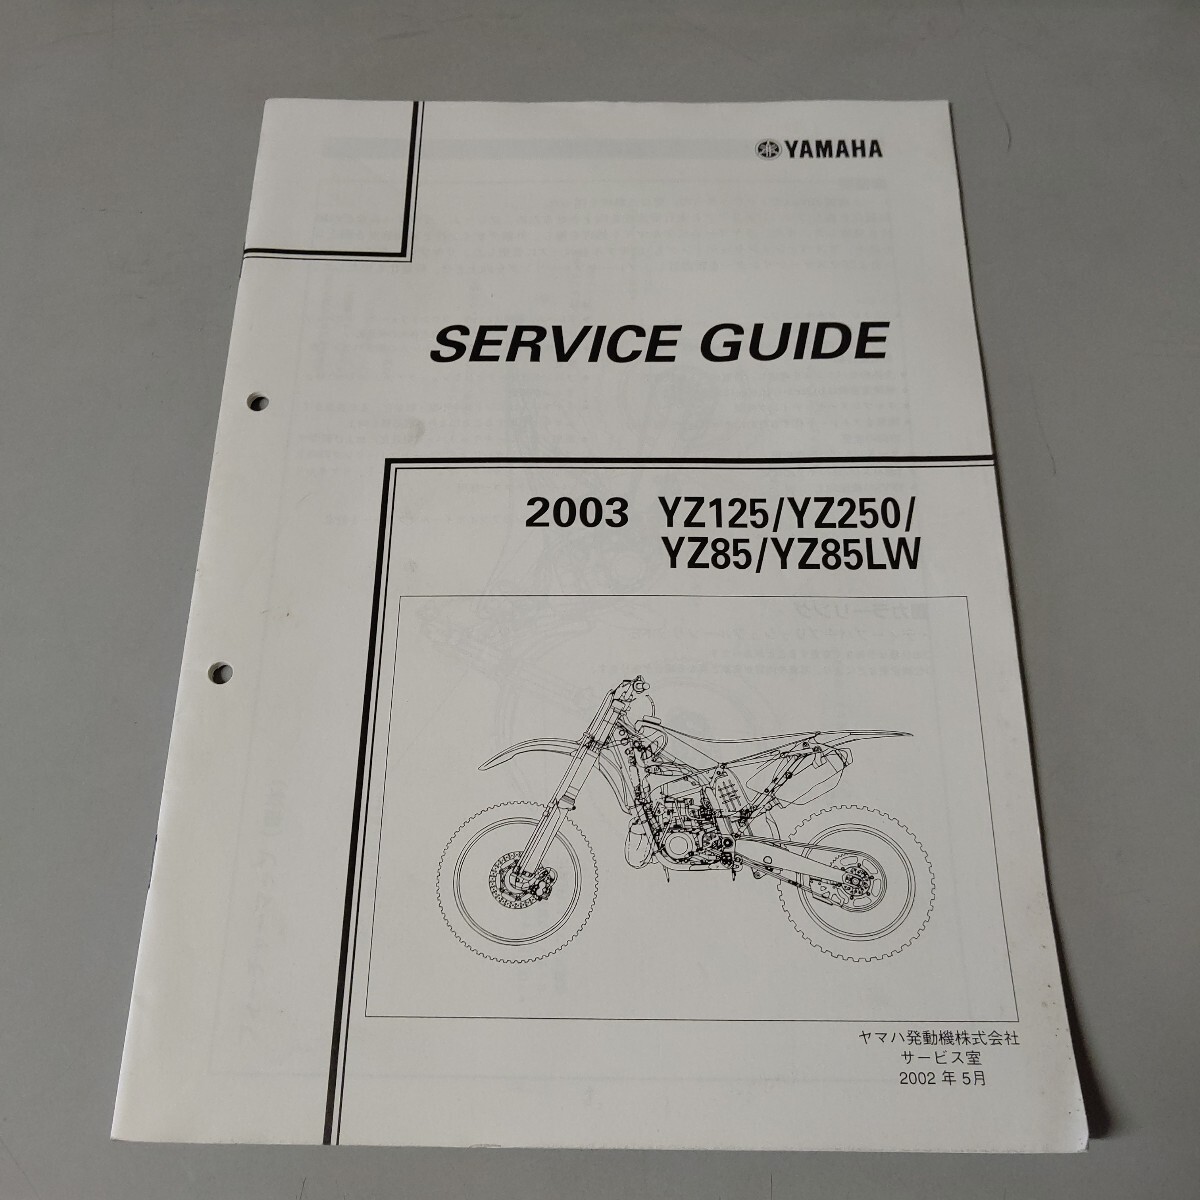 YAMAHA
SERVICE GUIDE
2003 YZ125/YZ250/
YZ85/YZ85LW
ヤマハ発動機株式会社
サービス室
2002 年 5月